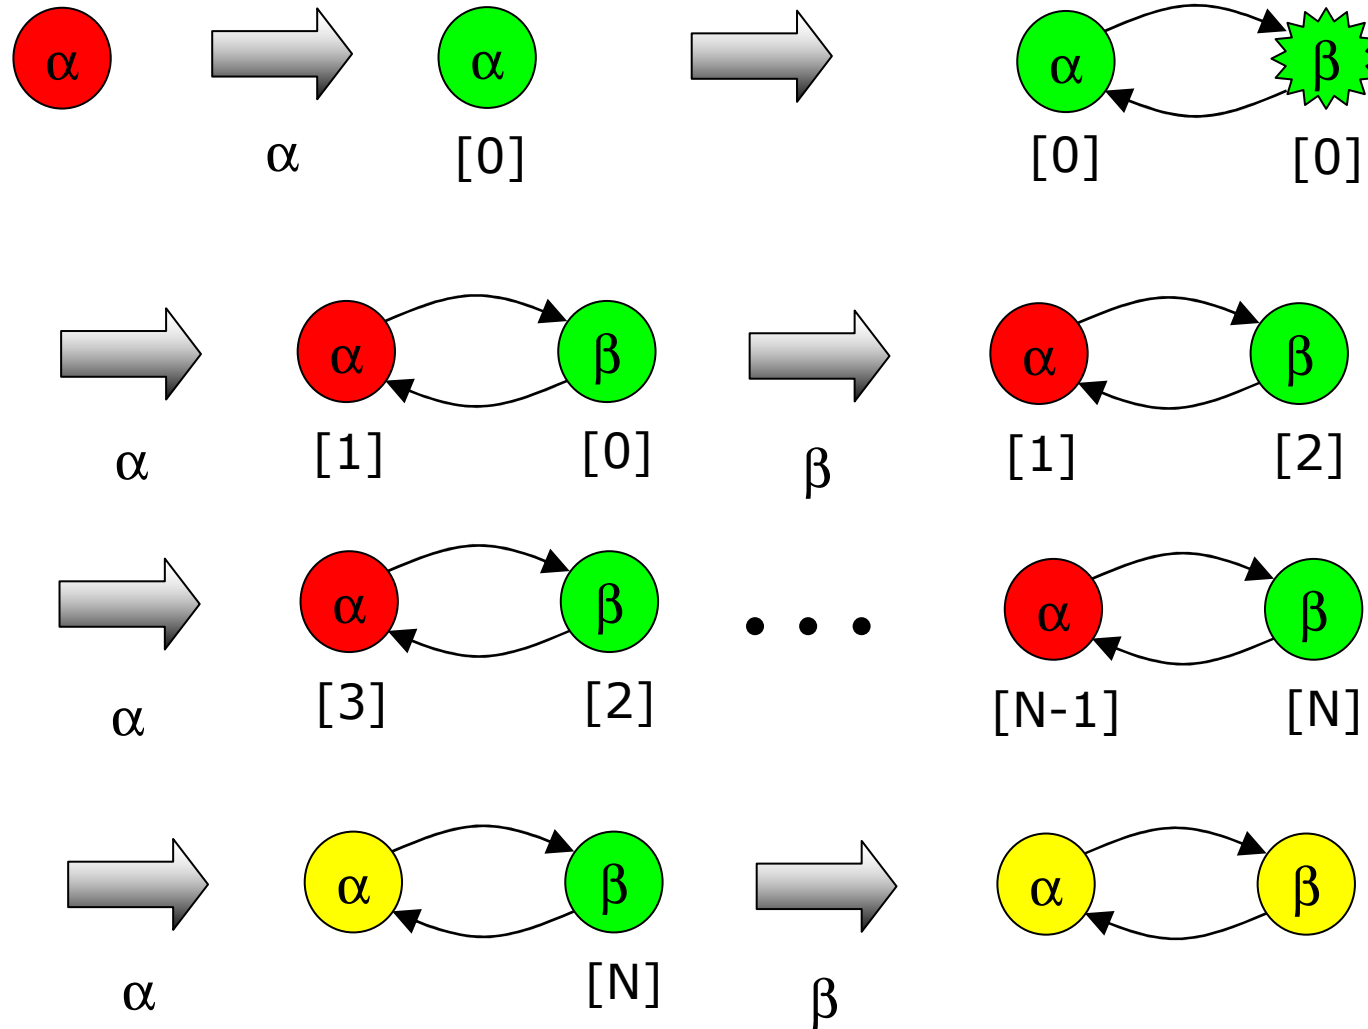 α α α β
α [0] [0] [0]
α β α β
α [1] [0] β [1] [2]
α β α β
α [3] [2] [N-1] [N]
α β α β
α [N] β